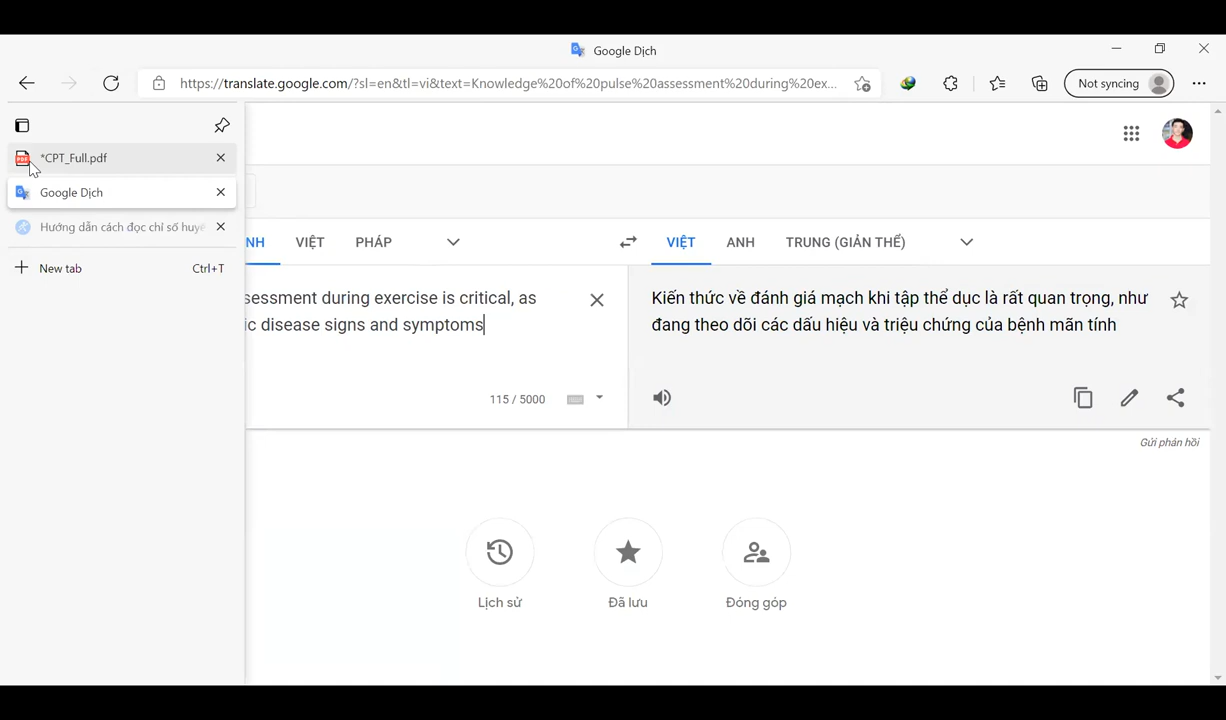 Google Dịch
https://translate.google.com/?sl=en&tl=vi&text=Knowledge%20of%20pulse%20assessment%20during%20ex...
Not syncing
*CPT_Full.pdf
Google Dịch
Hướng dẫn cách đọc chỉ số huyế
New tab
Ctrl+T
NH
VIỆT
PHÁP
VIỆT
ANH
TRUNG (GIẢN THỂ)
sessment during exercise is critical, as
ic disease signs and symptoms
115 / 5000
Kiến thức về đánh giá mạch khi tập thể dục là rất quan trọng, như
đang theo dõi các dấu hiệu và triệu chứng của bệnh mãn tính
Gửi phản hồi
Lịch sử
Đã lưu
Đóng góp